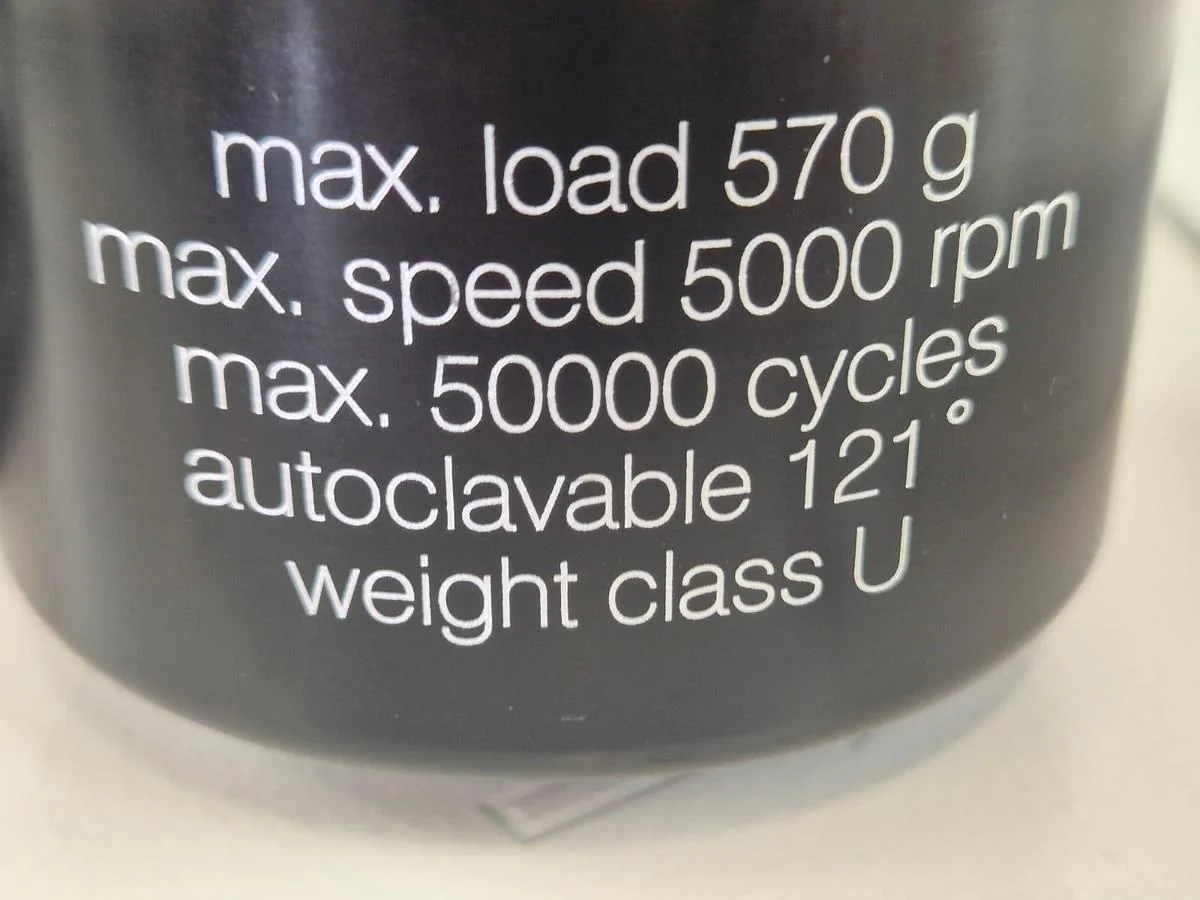 max. load 570 g
max. speed 5000 rpm
max. 50000 cycles
autoclavable 121°
weight class U